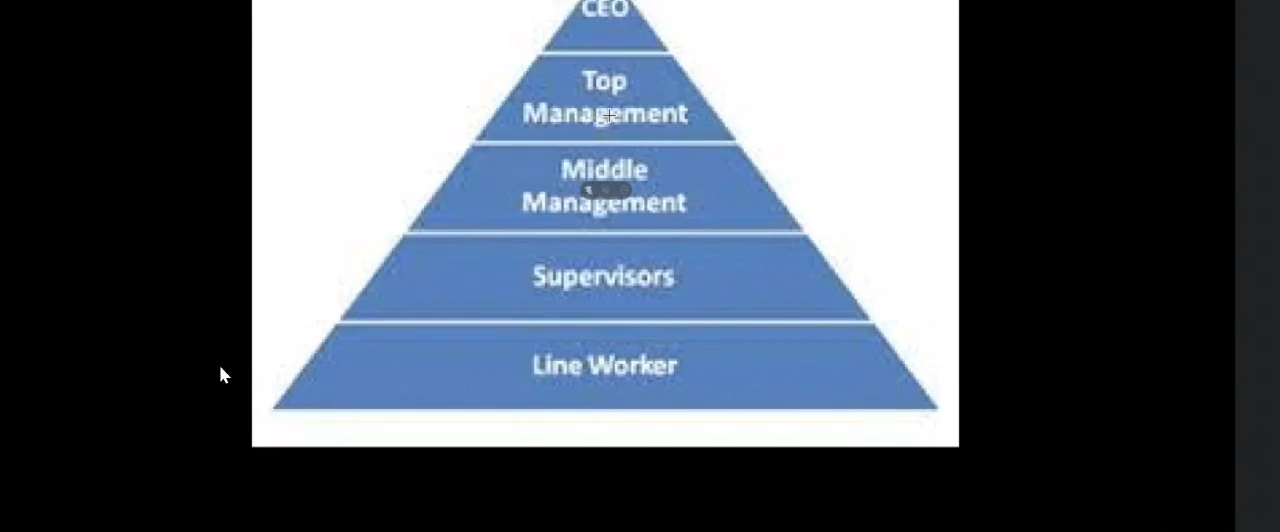 CEO
Top
Management
Middle
Management
Supervisors
Line Worker